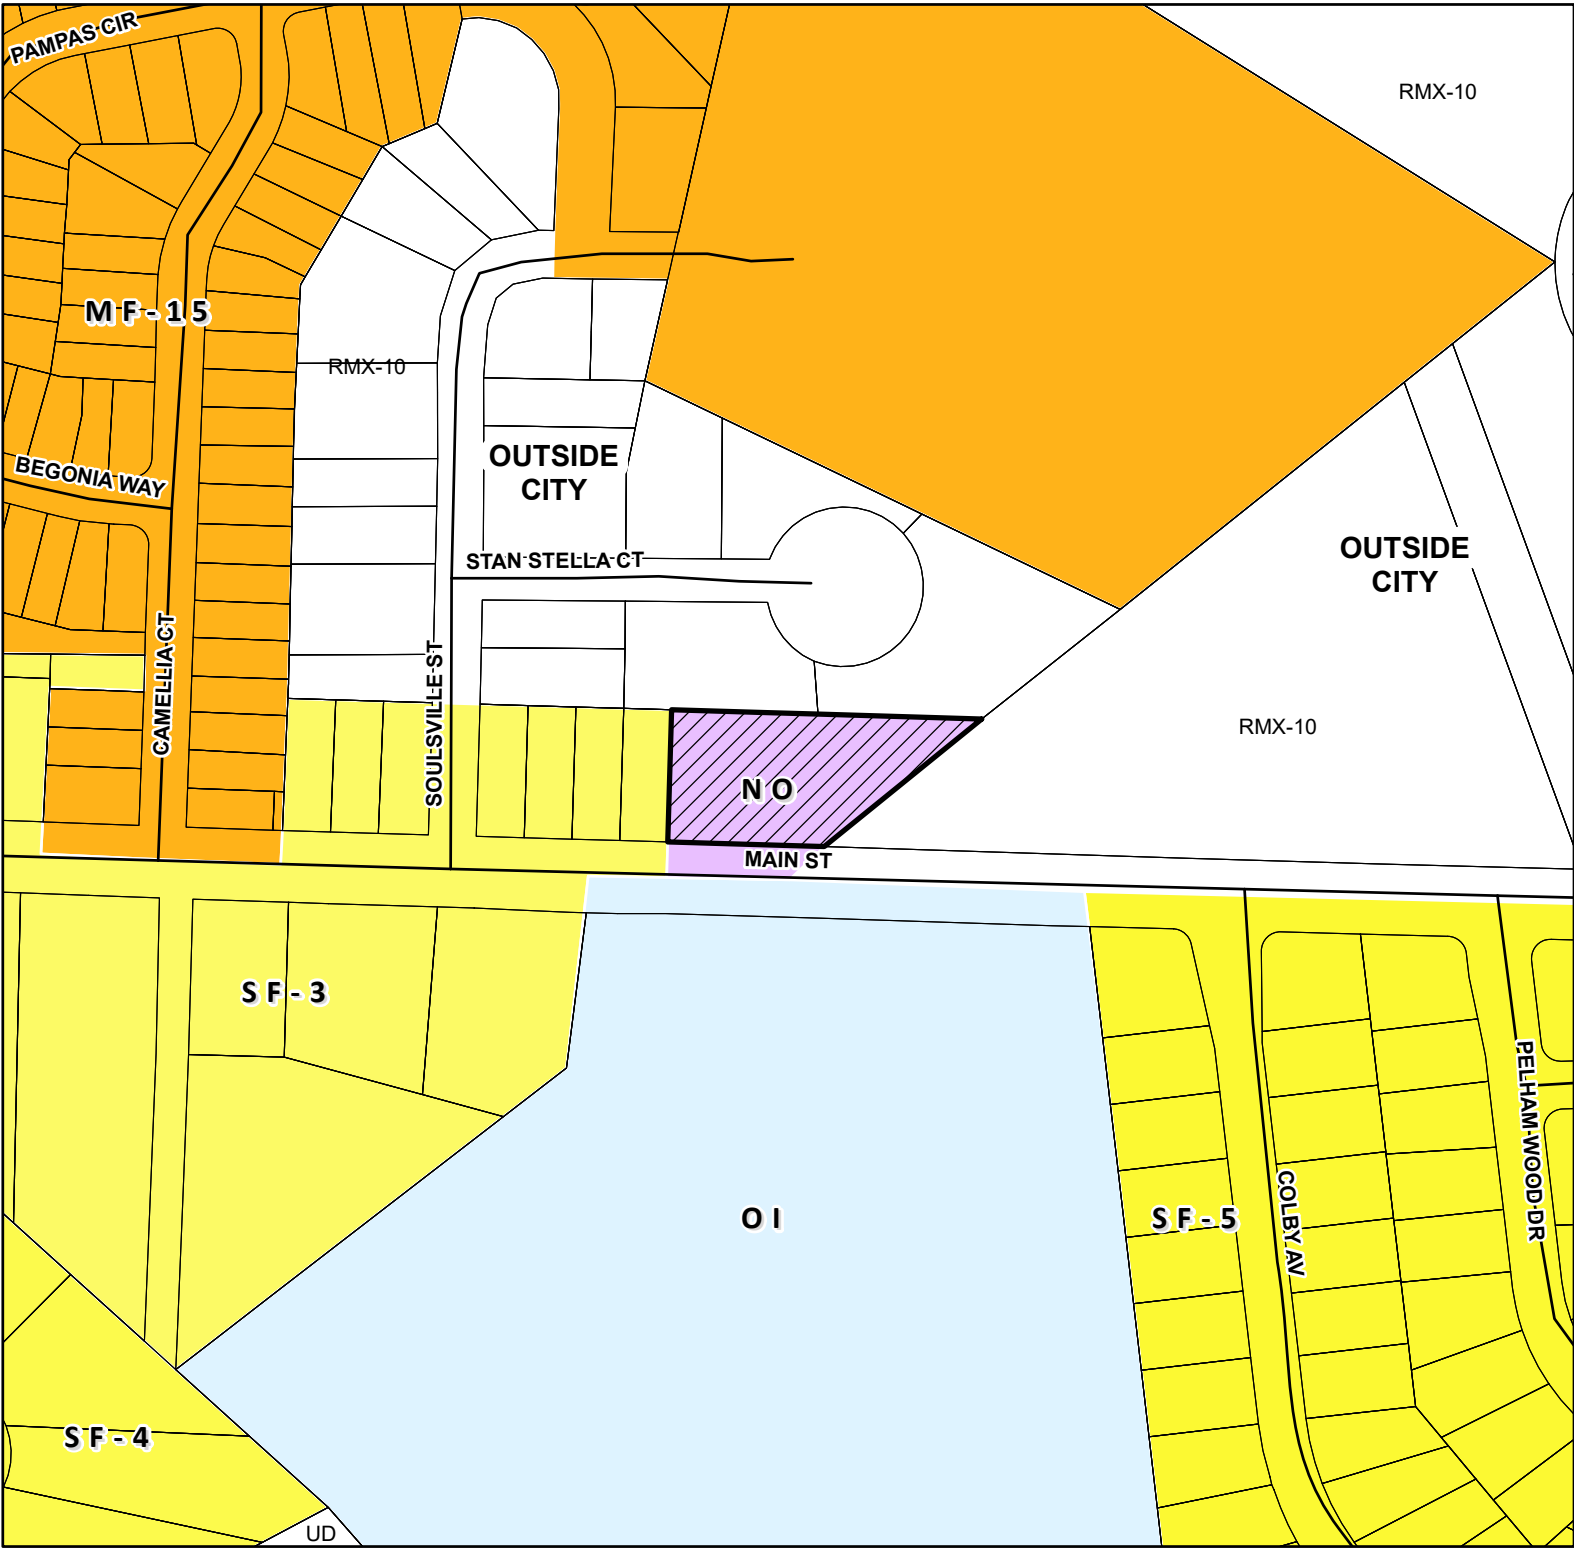 PAMPAS CIR
RMX-10
MF-15
RMX-10
OUTSIDE
CITY
BEGONIA WAY
STAN STELLA CT
OUTSIDE
CITY
CAMELLIA CT
SOULSVILLE ST
RMX-10
NO
MAIN ST
SF-3
PELHAM WOOD DR
COLBY AV
OI
SF-5
SF-4
UD